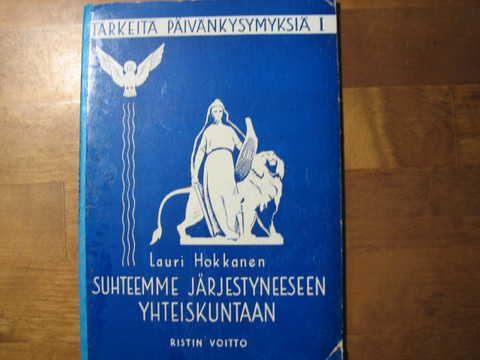 TÄRKEITÄ PÄIVÄNKYSYMYKSIÄ I
Lauri Hokkanen
SUHTEEMME JÄRJESTYNEESEEN
YHTEISKUNTAAN
RISTIN VOITTO